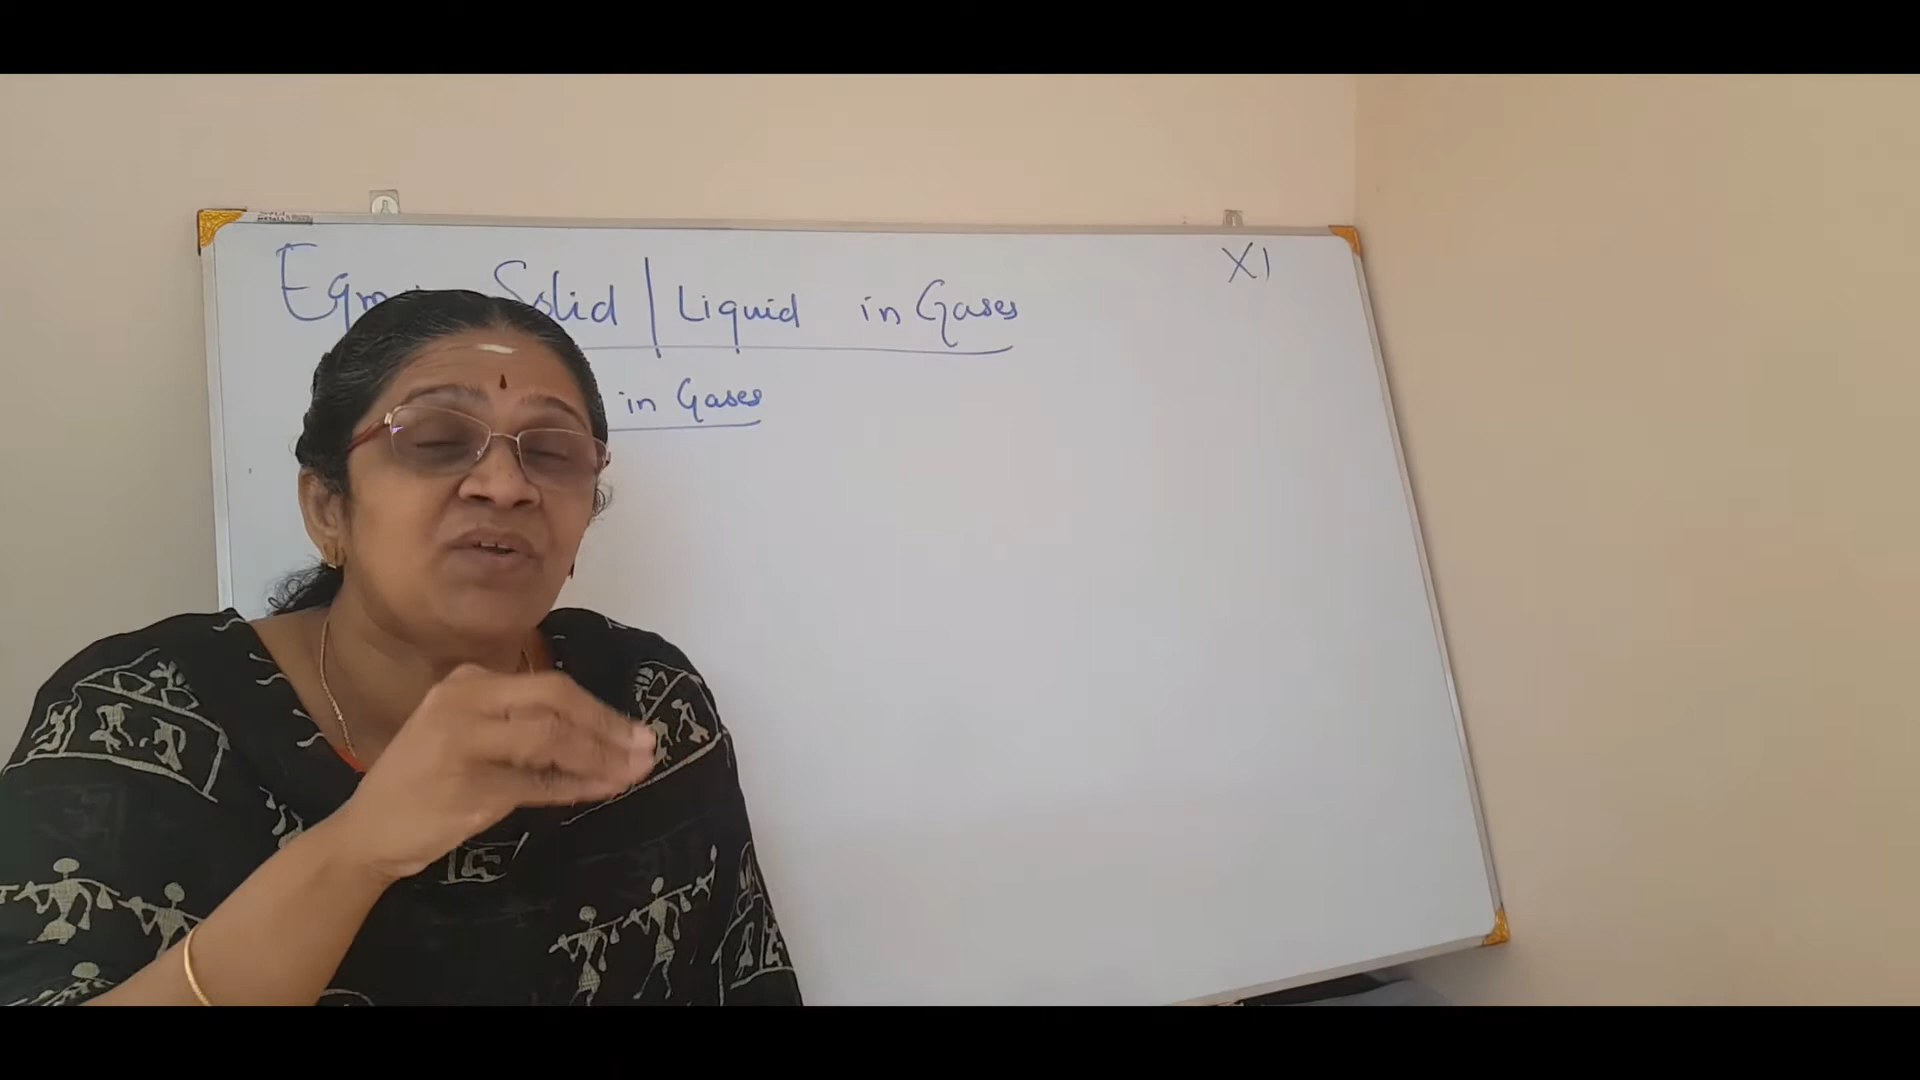 XI
Solid | Liquid in Gases
in Gases